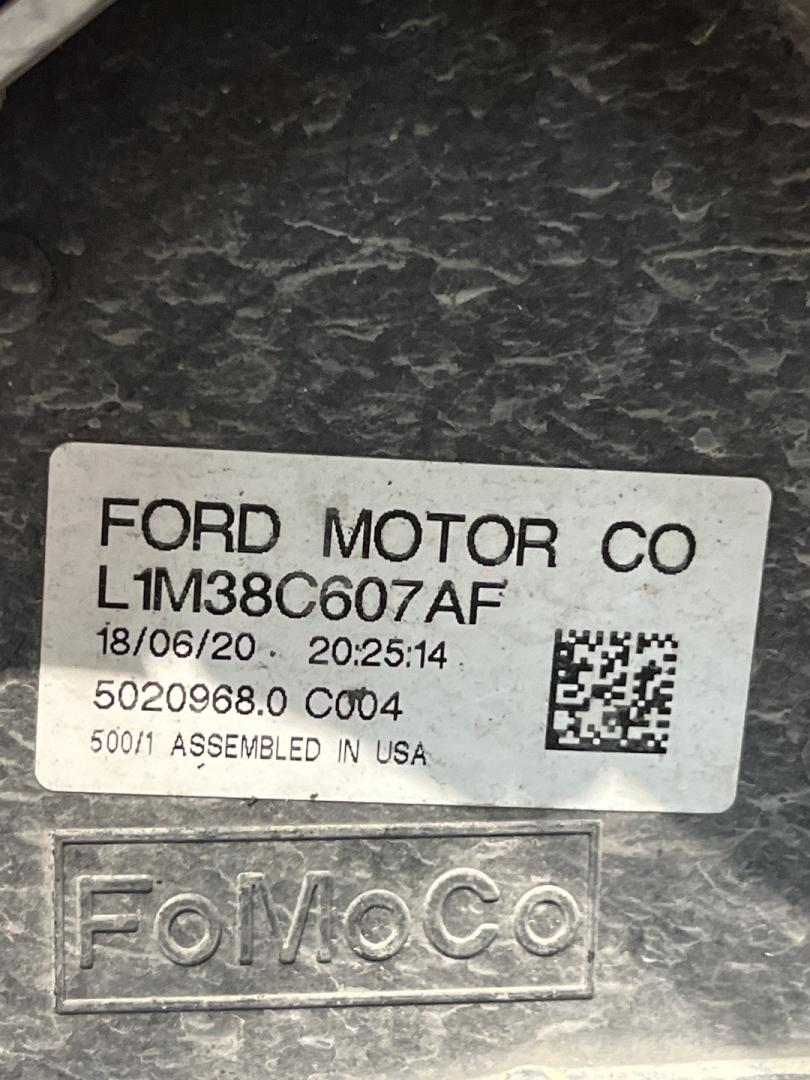 FORD MOTOR CO
L1M38C607AF
18/06/20 . 20:25:14
5020968.0 C004
500/1 ASSEMBLED IN USA
FoMoCo